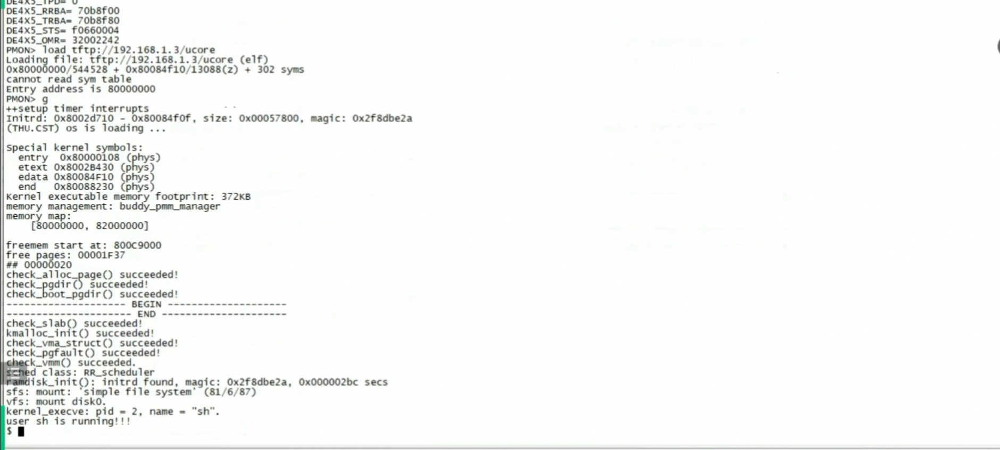 DE4X5_TPD= 0
DE4X5_RRBA= 70b8f00
DE4X5_TRBA= 70b8f80
DE4X5_STS= f0660004
DE4X5_OMR= 32002242
PMON> load tftp://192.168.1.3/ucore
Loading file: tftp://192.168.1.3/ucore (elf)
0x80000000/544528 + 0x80084f10/13088(z) + 302 syms
cannot read sym table
Entry address is 80000000
PMON> g
++setup timer interrupts
Initrd: 0x8002d710 - 0x80084f0f, size: 0x00057800, magic: 0x2f8dbe2a
(THU.CST) os is loading ...
Special kernel symbols:
entry 0x80000108 (phys)
etext 0x8002B430 (phys)
edata 0x80084F10 (phys)
end 0x80088230 (phys)
Kernel executable memory footprint: 372KB
memory management: buddy_pmm_manager
memory map:
[80000000, 82000000]
freemem start at: 800C9000
free pages: 00001F37
## 00000020
check_alloc_page() succeeded!
check_pgdir() succeeded!
check_boot_pgdir() succeeded!
-------------------- BEGIN --------------------
--------------------- END ---------------------
check_slab() succeeded!
kmalloc_init() succeeded!
check_vma_struct() succeeded!
check_pgfault() succeeded!
check_vmm() succeeded.
sched class: RR_scheduler
ramdisk_init(): initrd found, magic: 0x2f8dbe2a, 0x000002bc secs
sfs: mount: 'simple file system' (81/6/87)
vfs: mount disk0.
kernel_execve: pid = 2, name = "sh".
user sh is running!!!
$